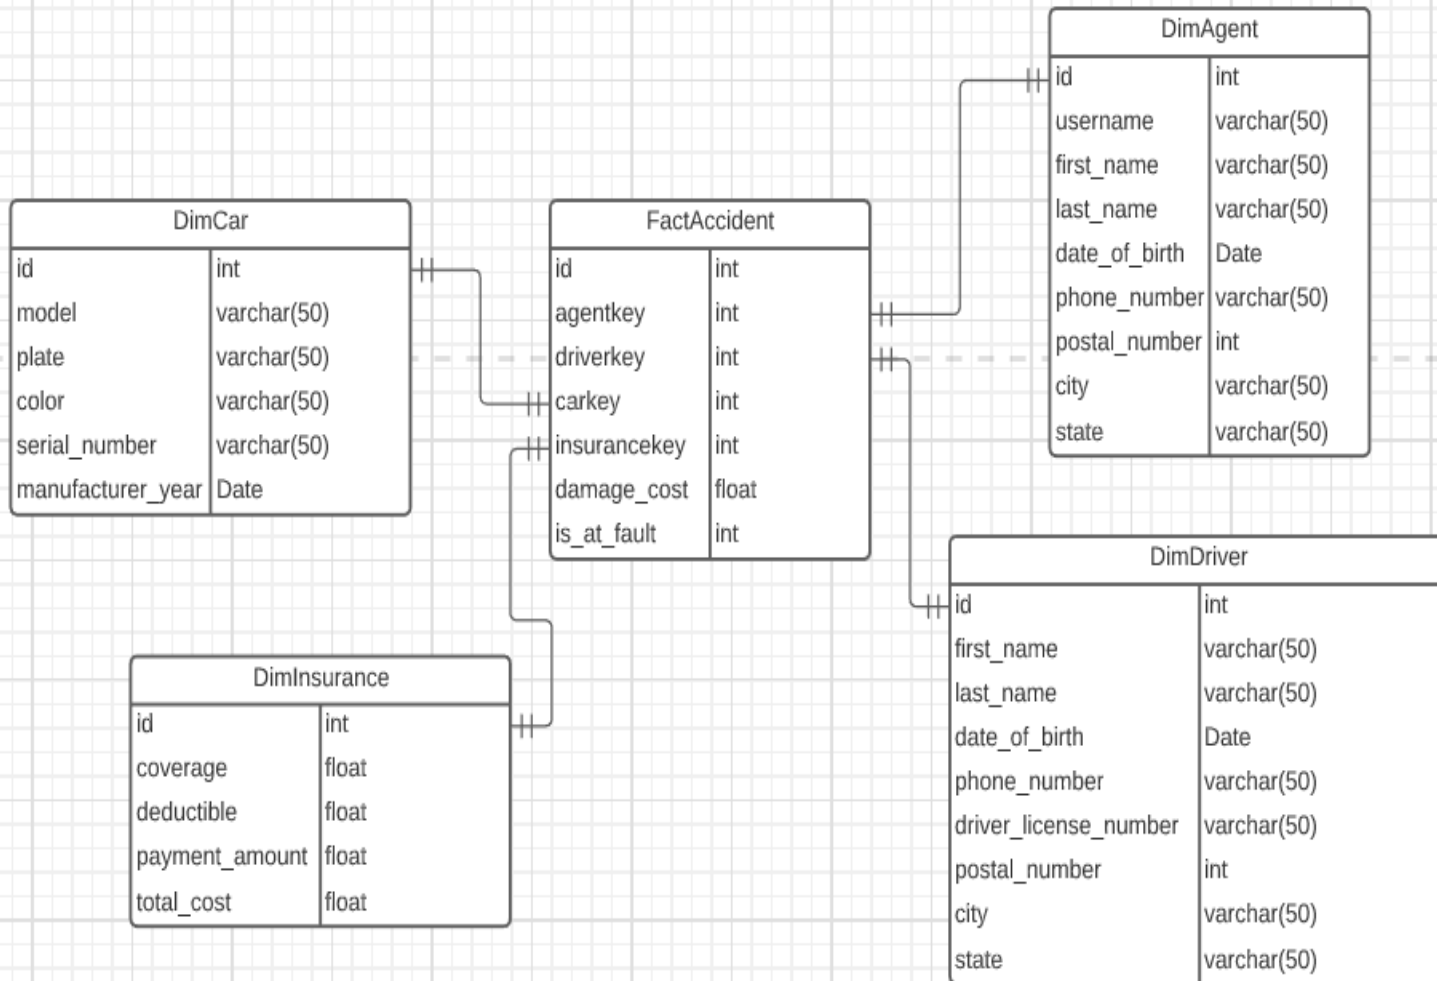 DimAgent
id int
username varchar(50)
first_name varchar(50)
last_name varchar(50)
date_of_birth Date
phone_number varchar(50)
postal_number int
city varchar(50)
state varchar(50)
DimCar
id int
model varchar(50)
plate varchar(50)
color varchar(50)
serial_number varchar(50)
manufacturer_year Date
FactAccident
id int
agentkey int
driverkey int
carkey int
insurancekey int
damage_cost float
is_at_fault int
DimInsurance
id int
coverage float
deductible float
payment_amount float
total_cost float
DimDriver
id int
first_name varchar(50)
last_name varchar(50)
date_of_birth Date
phone_number varchar(50)
driver_license_number varchar(50)
postal_number int
city varchar(50)
state varchar(50)